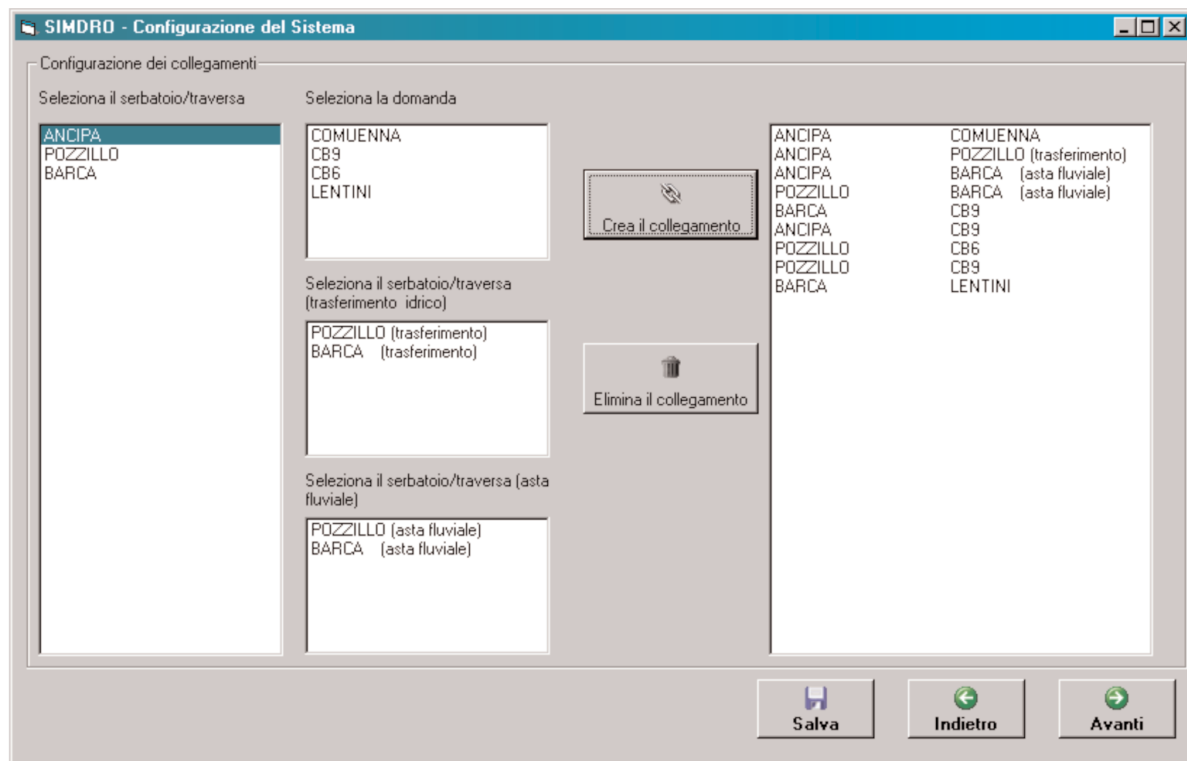 SIMDRO - Configurazione del Sistema
Configurazione dei collegamenti
Seleziona il serbatoio/traversa
ANCIPA
POZZILLO
BARCA
Seleziona la domanda
COMUENNA
CB9
CB6
LENTINI
Seleziona il serbatoio/traversa
(trasferimento idrico)
POZZILLO (trasferimento)
BARCA (trasferimento)
Seleziona il serbatoio/traversa (asta
fluviale)
POZZILLO (asta fluviale)
BARCA (asta fluviale)
Crea il collegamento
Elimina il collegamento
ANCIPA COMUENNA
ANCIPA POZZILLO (trasferimento)
ANCIPA BARCA (asta fluviale)
POZZILLO BARCA (asta fluviale)
BARCA CB9
ANCIPA CB9
POZZILLO CB6
POZZILLO CB9
BARCA LENTINI
Salva
Indietro
Avanti